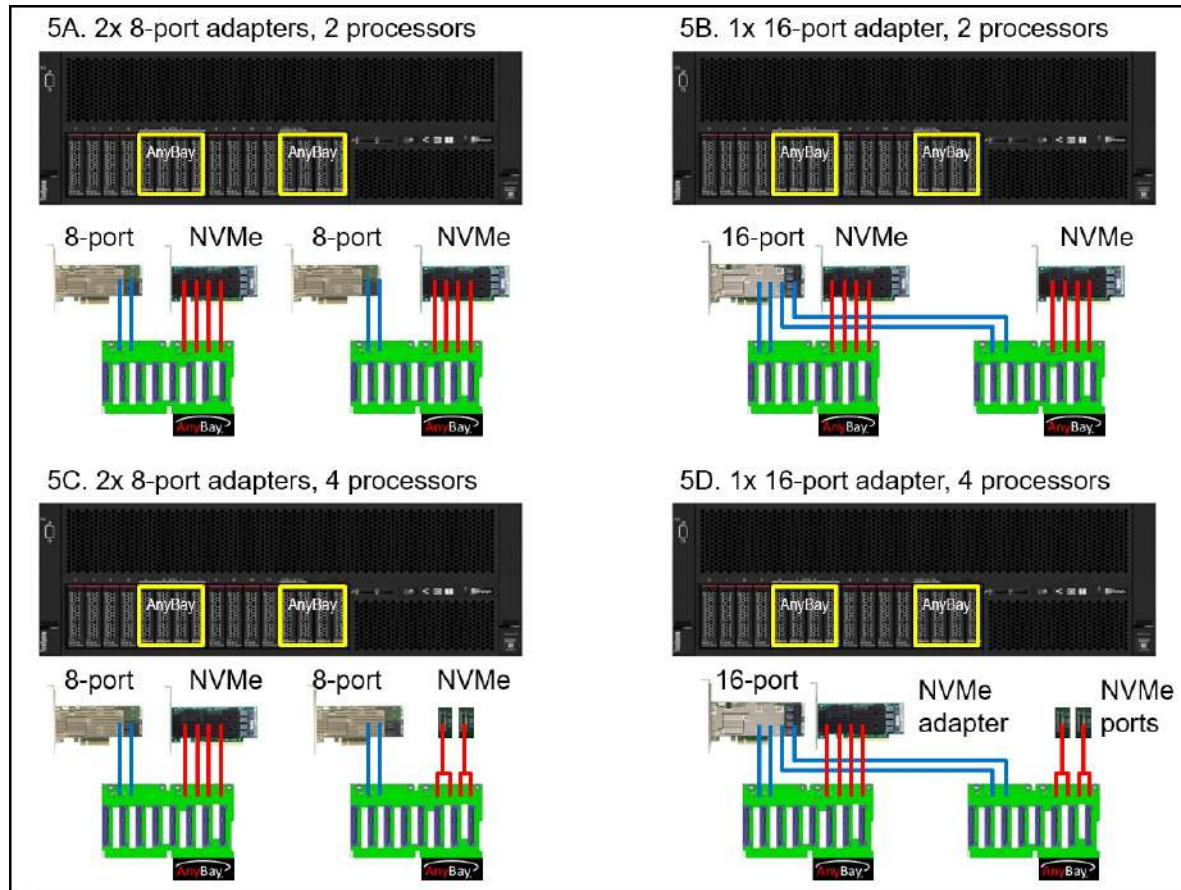 5A. 2x 8-port adapters, 2 processors
AnyBay
AnyBay
8-port
NVMe
8-port
NVMe
AnyBay
AnyBay
5B. 1x 16-port adapter, 2 processors
AnyBay
AnyBay
16-port
NVMe
NVMe
AnyBay
AnyBay
5C. 2x 8-port adapters, 4 processors
AnyBay
AnyBay
8-port
NVMe
8-port
NVMe
AnyBay
AnyBay
5D. 1x 16-port adapter, 4 processors
AnyBay
AnyBay
16-port
NVMe
adapter
NVMe
ports
AnyBay
AnyBay